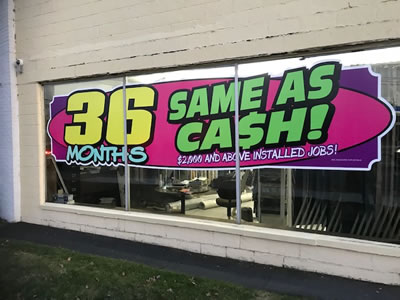 36
MONTHS
SAME AS
CA$H!
$2,000 AND ABOVE INSTALLED JOBS!